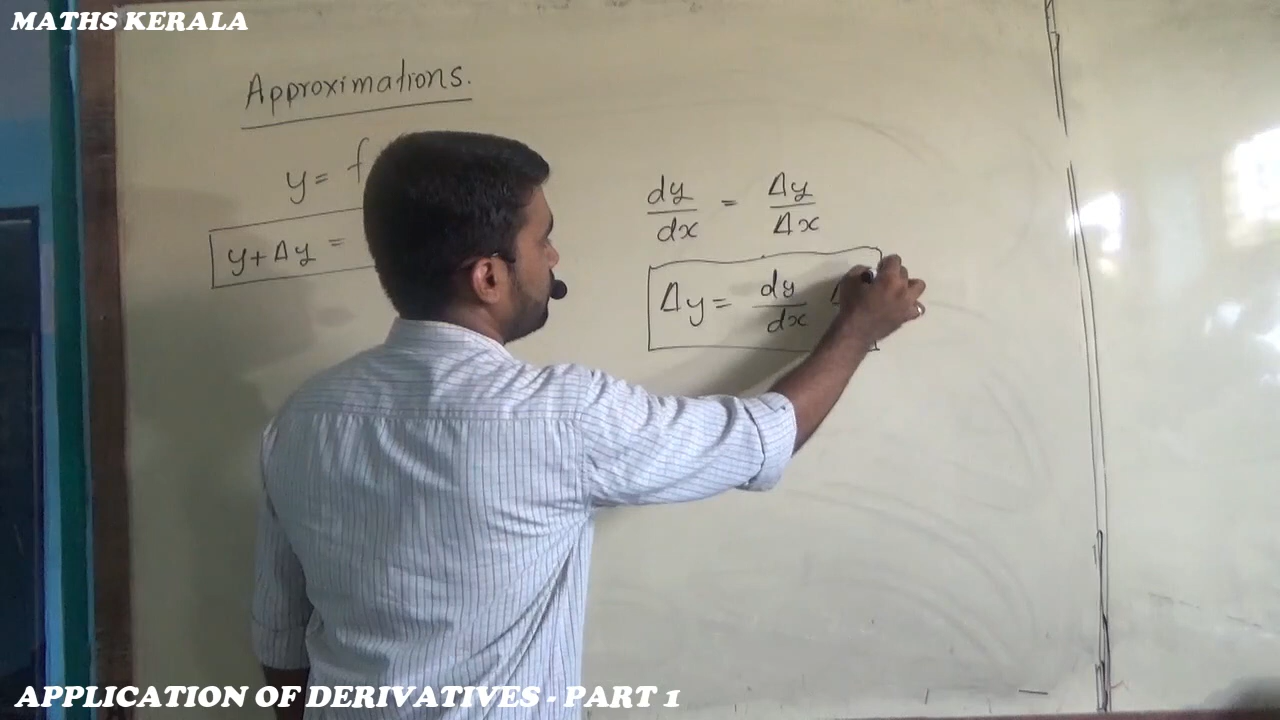 MATHS KERALA
Approximations.
y = f
y + Δy =
dy/dx = Δy/Δx
Δy = dy/dx
APPLICATION OF DERIVATIVES - PART 1